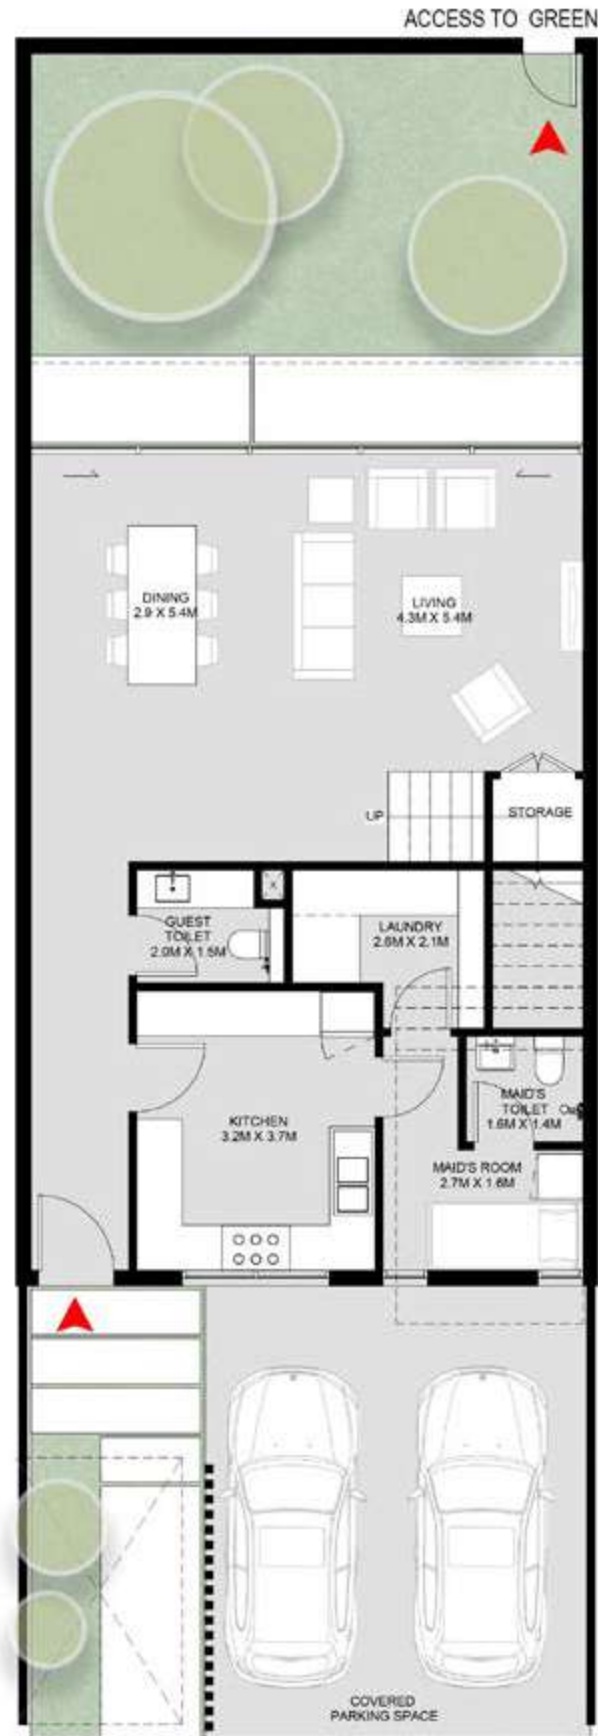 ACCESS TO GREEN
DINING
2.9 X 5.4M
LIVING
4.3M X 5.4M
UP
STORAGE
GUEST
TOILET
2.0M X 1.5M
LAUNDRY
2.6M X 2.1M
KITCHEN
3.2M X 3.7M
MAID'S
TOILET
1.6M X 1.4M
MAID'S ROOM
2.7M X 1.6M
COVERED
PARKING SPACE